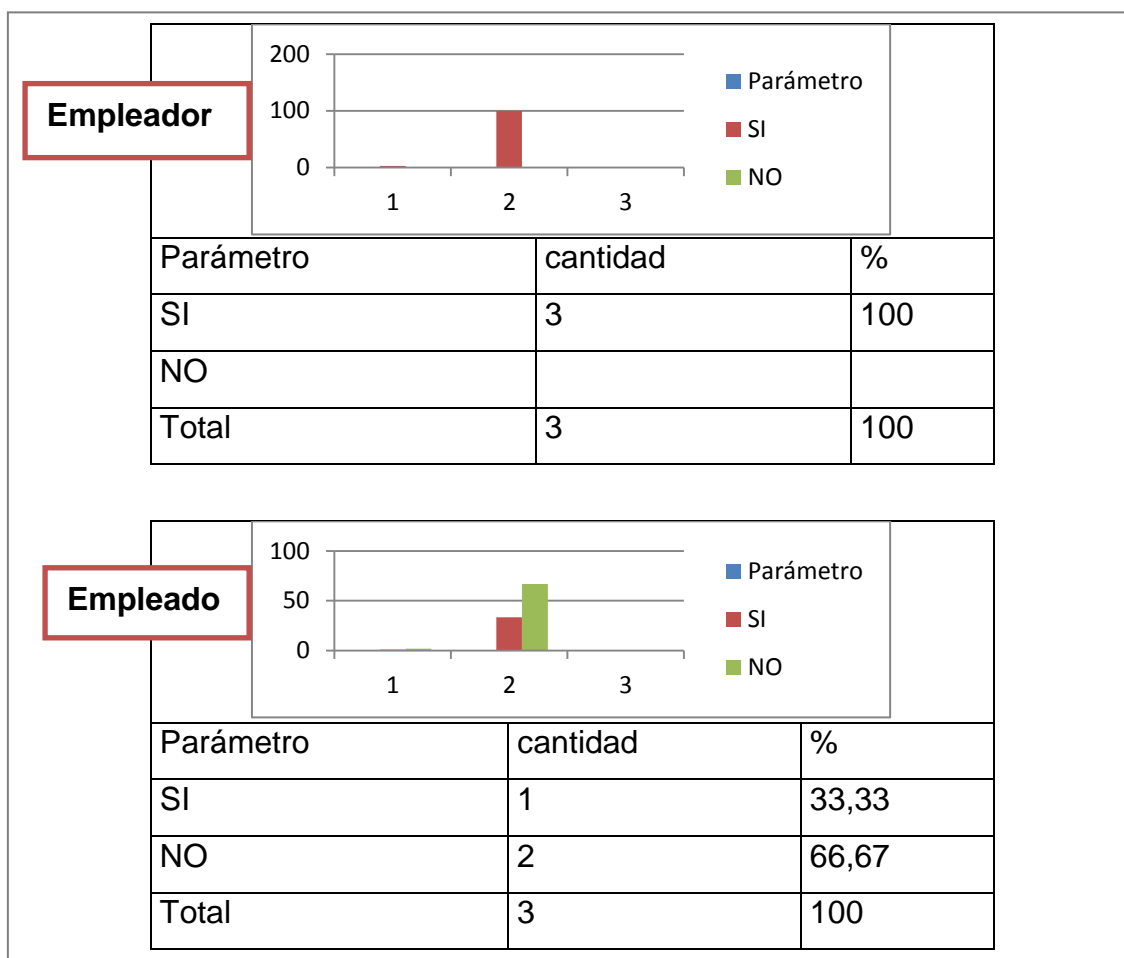 Empleador
200
100
0
1 2 3
Parámetro
SI
NO
Parámetro cantidad %
SI 3 100
NO
Total 3 100
Empleado
100
50
0
1 2 3
Parámetro
SI
NO
Parámetro cantidad %
SI 1 33,33
NO 2 66,67
Total 3 100